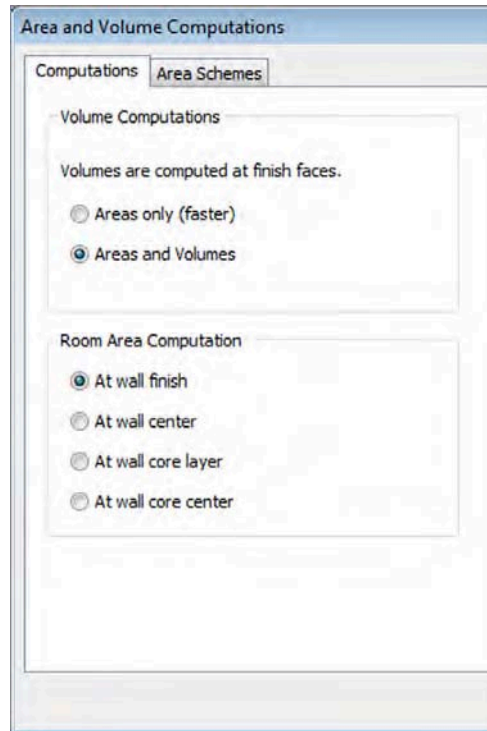 Area and Volume Computations
Computations
Area Schemes
Volume Computations
Volumes are computed at finish faces.
Areas only (faster)
Areas and Volumes
Room Area Computation
At wall finish
At wall center
At wall core layer
At wall core center